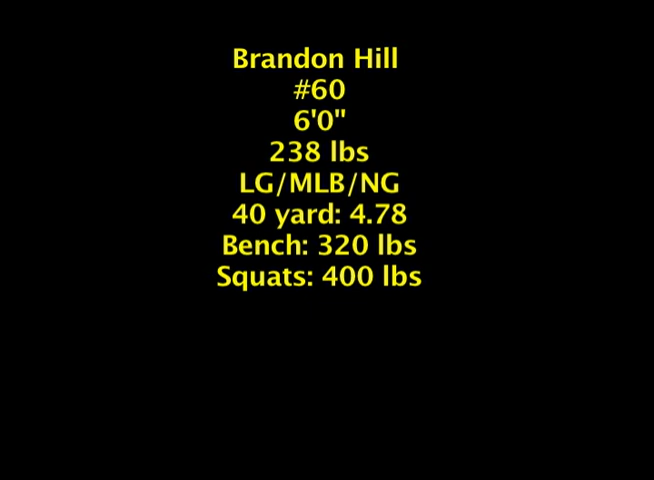 Brandon Hill
#60
6'0"
238 lbs
LG/MLB/NG
40 yard: 4.78
Bench: 320 lbs
Squats: 400 lbs